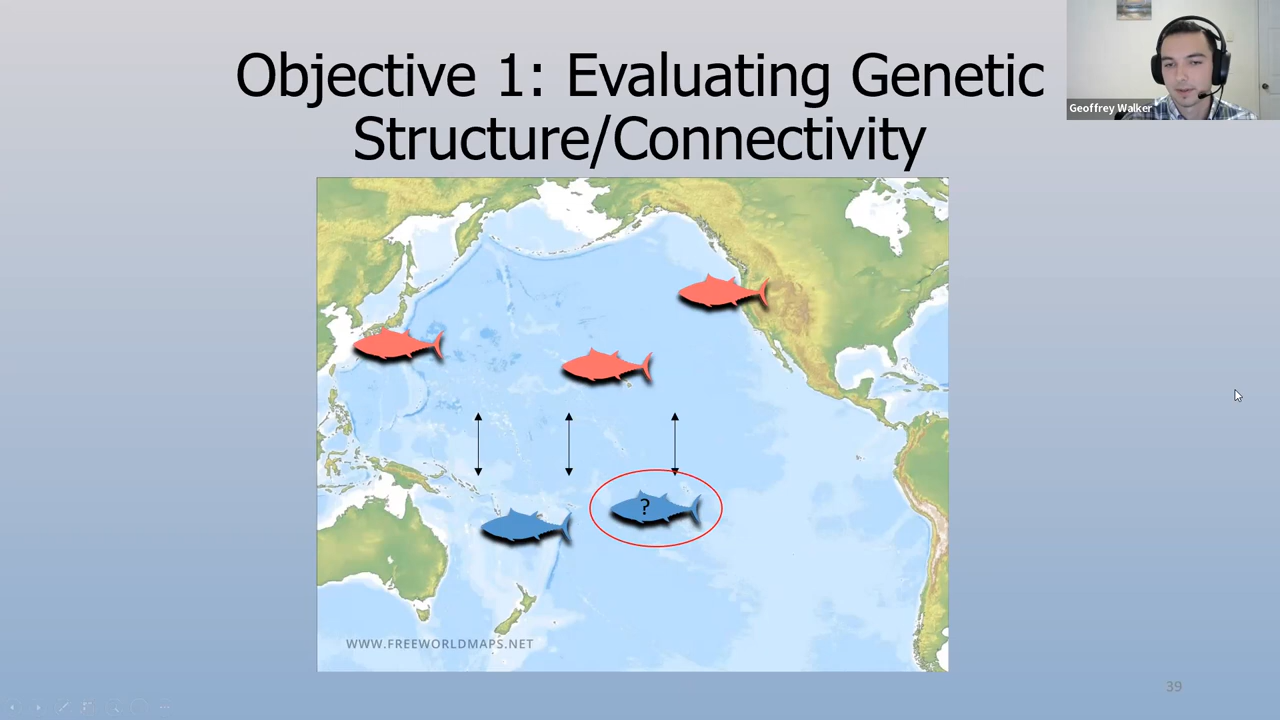 Objective 1: Evaluating Genetic
Structure/Connectivity
Geoffrey Walker
?
WWW.FREEWORLDMAPS.NET
39